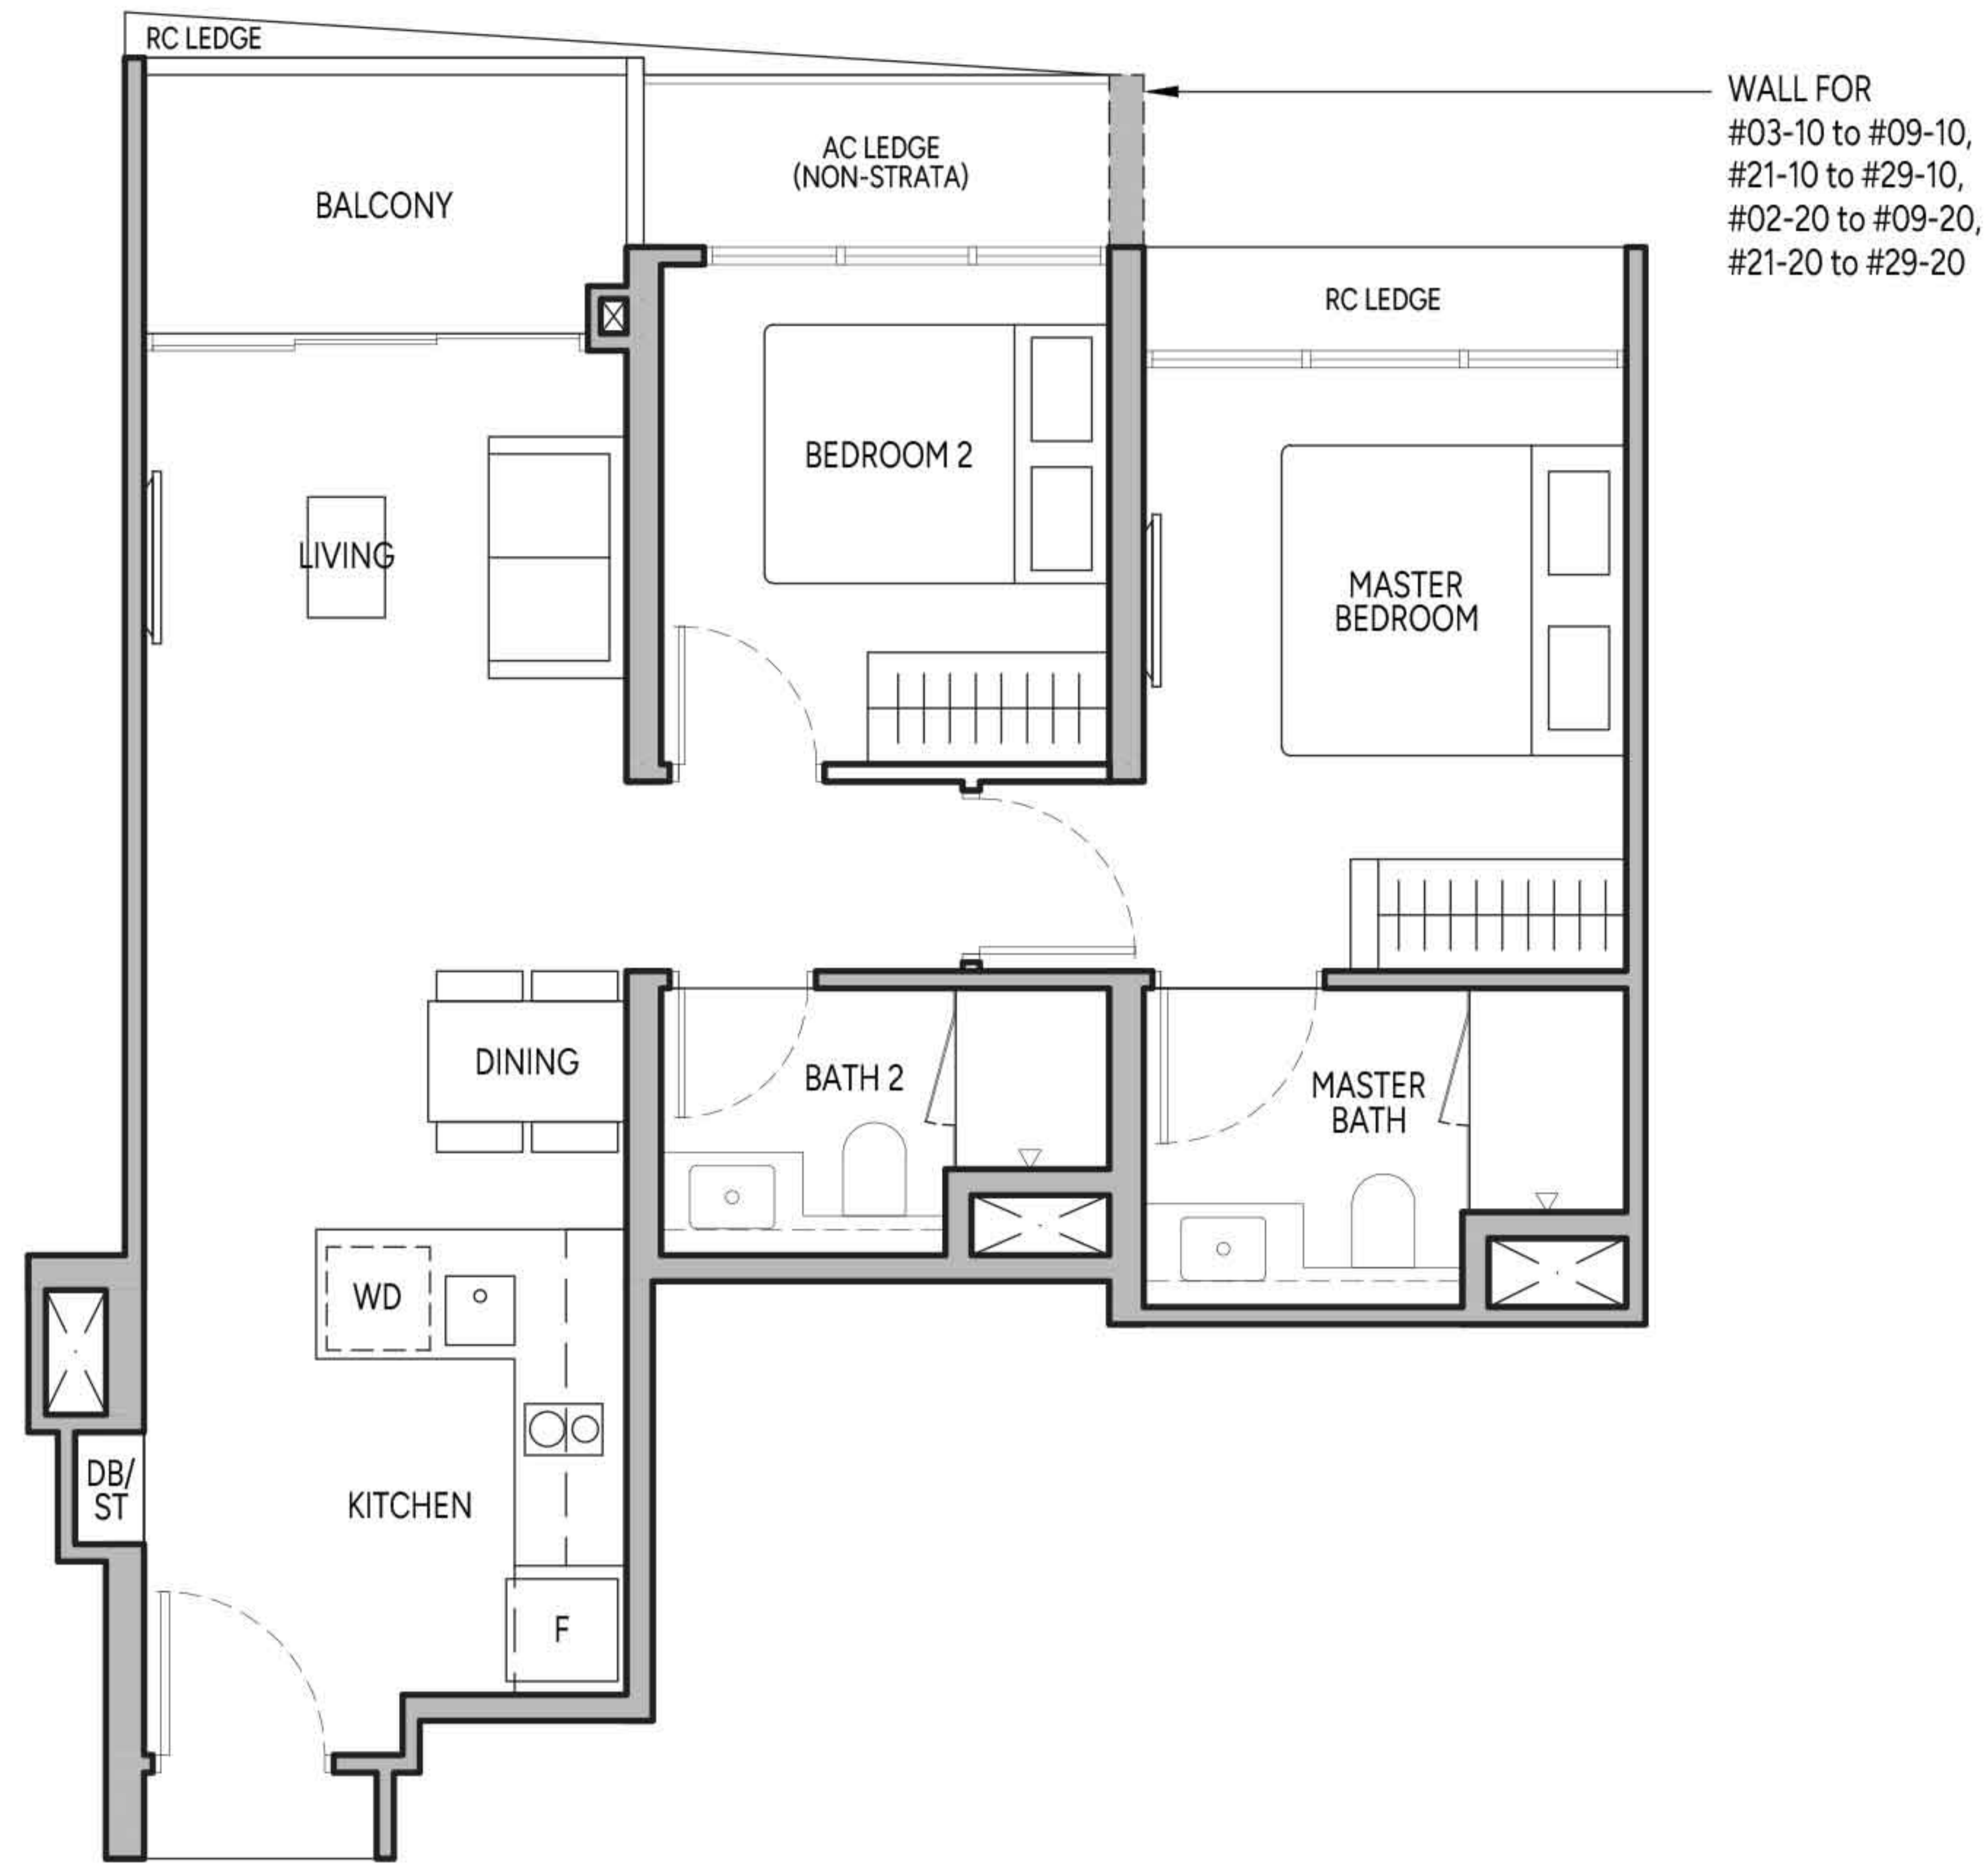 RC LEDGE
WALL FOR
#03-10 to #09-10,
#21-10 to #29-10,
#02-20 to #09-20,
#21-20 to #29-20
AC LEDGE
(NON-STRATA)
BALCONY
RC LEDGE
BEDROOM 2
LIVING
MASTER
BEDROOM
DINING
BATH 2
MASTER
BATH
WD
DB/
ST
KITCHEN
F